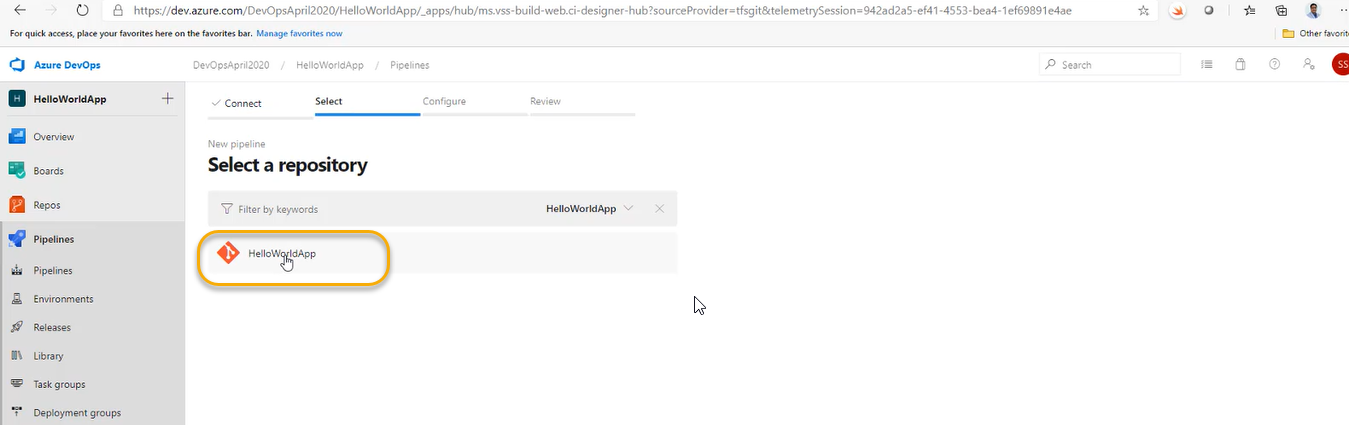 https://dev.azure.com/DevOpsApril2020/HelloWorldApp/_apps/hub/ms.vss-build-web.ci-designer-hub?sourceProvider=tfsgit&telemetrySession=942ad2a5-ef41-4553-bea4-1ef69891e4ae
For quick access, place your favorites here on the favorites bar. Manage favorites now
Other favorit
Azure DevOps
DevOpsApril2020 / HelloWorldApp / Pipelines
Search
SS
H HelloWorldApp
Connect
Select
Configure
Review
Overview
Boards
Repos
Pipelines
Pipelines
Environments
Releases
Library
Task groups
Deployment groups
New pipeline
Select a repository
Filter by keywords
HelloWorldApp
HelloWorldApp